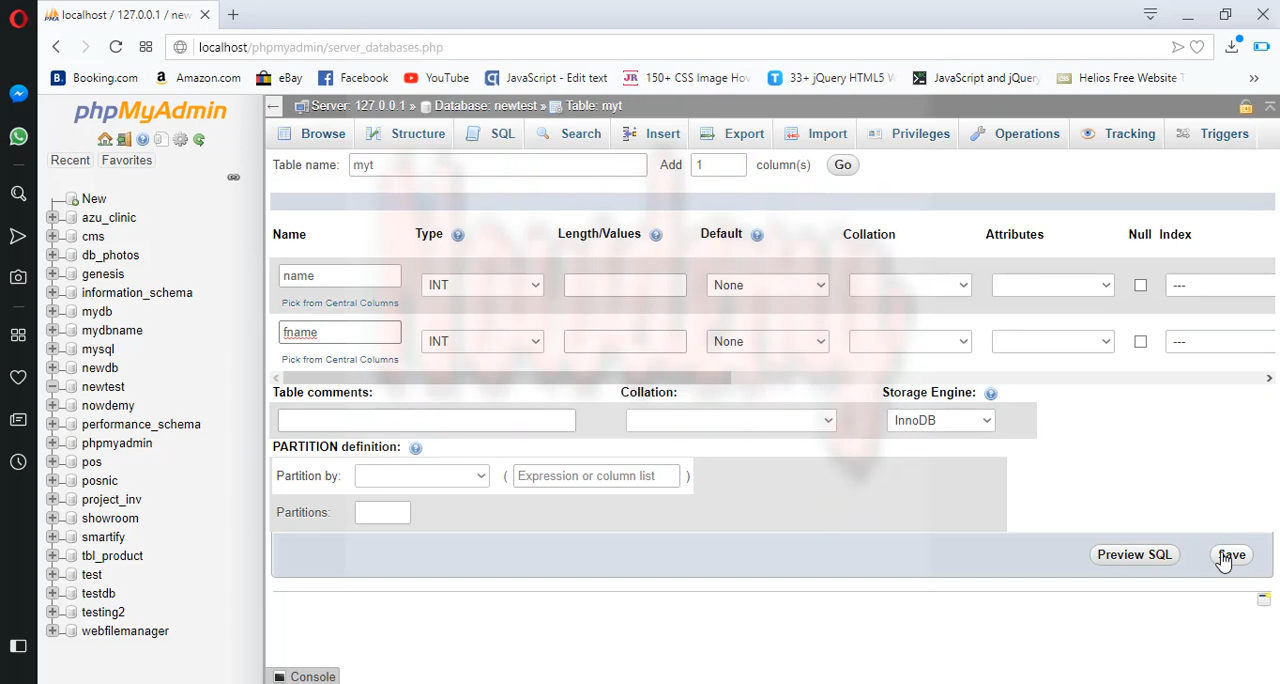 localhost / 127.0.0.1 / new
localhost/phpmyadmin/server_databases.php
Booking.com
Amazon.com
eBay
Facebook
YouTube
JavaScript - Edit text
150+ CSS Image Hov
33+ jQuery HTML5 W
JavaScript and jQuery
Helios Free Website T
phpMyAdmin
Recent Favorites
New
azu_clinic
cms
db_photos
genesis
information_schema
mydb
mydbname
mysql
newdb
newtest
nowdemy
performance_schema
phpmyadmin
pos
posnic
project_inv
showroom
smartify
tbl_product
test
testdb
testing2
webfilemanager
Server: 127.0.0.1 » Database: newtest » Table: myt
Browse Structure SQL Search Insert Export Import Privileges Operations Tracking Triggers
Table name: myt Add 1 column(s) Go
Name Type Length/Values Default Collation Attributes Null Index
name INT None ---
Pick from Central Columns
fname INT None ---
Pick from Central Columns
Table comments: Collation: Storage Engine:
InnoDB
PARTITION definition:
Partition by: ( Expression or column list )
Partitions:
Preview SQL Save
Console